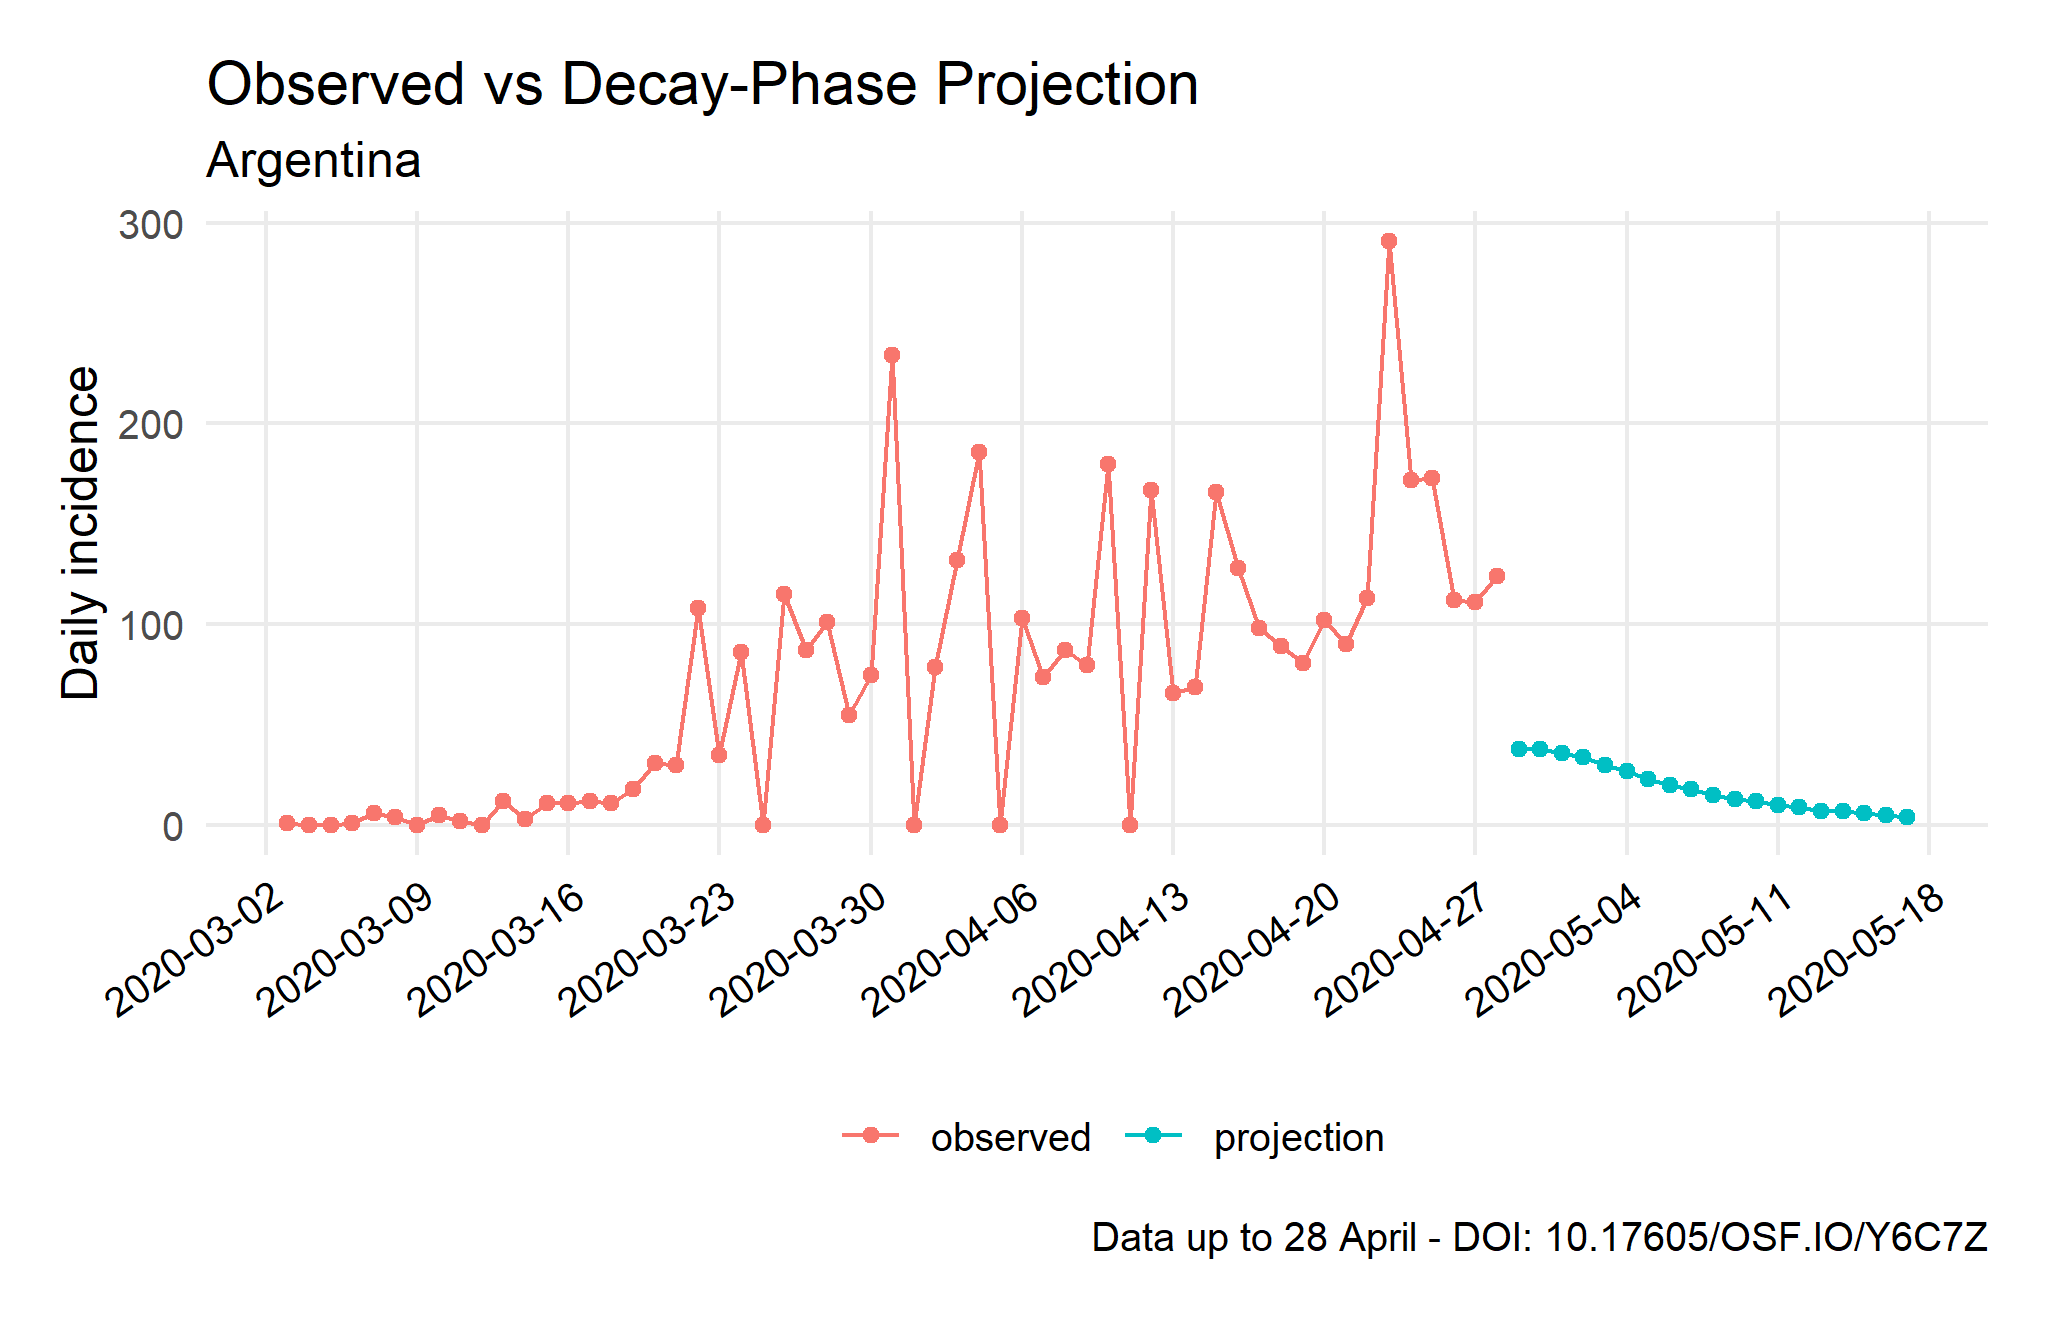 Observed vs Decay-Phase Projection
Argentina
Daily incidence
300
200
100
0
2020-03-02
2020-03-09
2020-03-16
2020-03-23
2020-03-30
2020-04-06
2020-04-13
2020-04-20
2020-04-27
2020-05-04
2020-05-11
2020-05-18
observed
projection
Data up to 28 April - DOI: 10.17605/OSF.IO/Y6C7Z